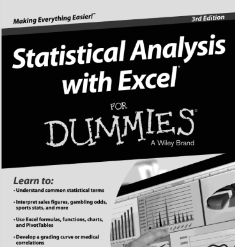 Making Everything Easier!™
3rd Edition
Statistical Analysis
with Excel®
FOR
DUMMIES®
A Wiley Brand
Learn to:
• Understand common statistical terms
• Interpret sales figures, gambling odds,
sports stats, and more
• Use Excel formulas, functions, charts,
and PivotTables
• Develop a grading curve or medical
correlations